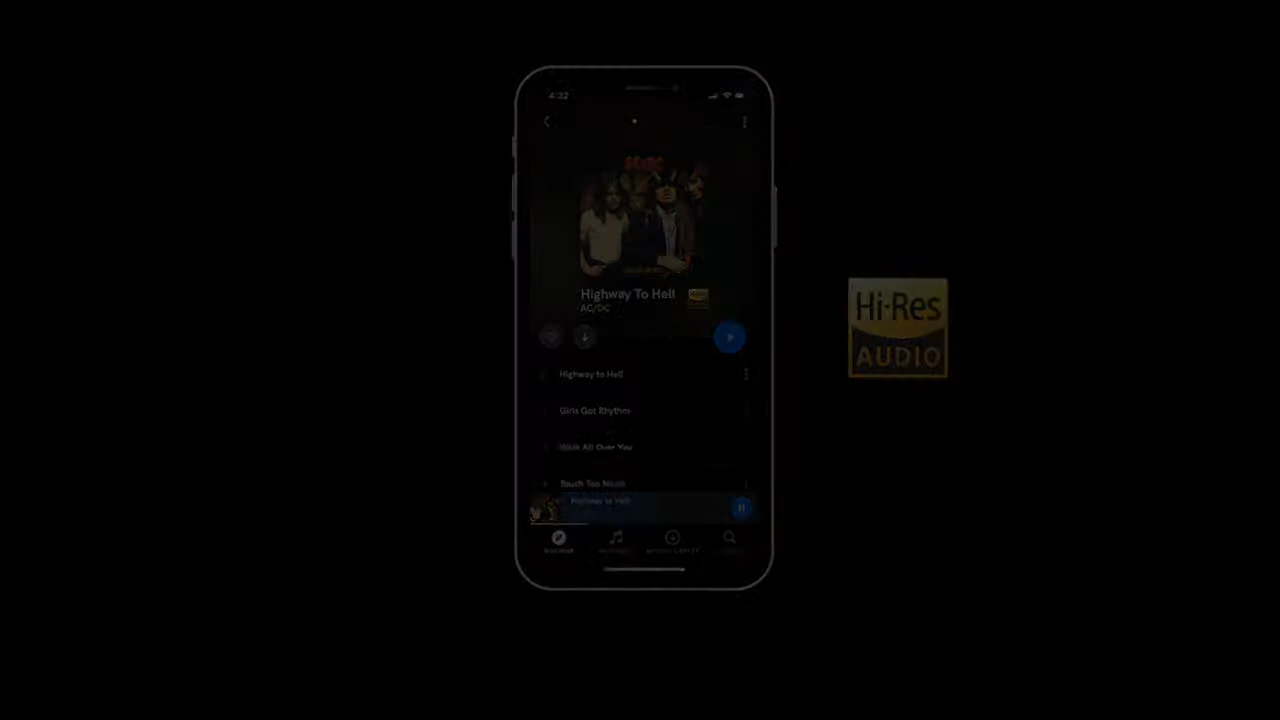 4:32
AC/DC
Highway To Hell
AC/DC
Hi-Res
AUDIO
Highway to Hell
Girls Got Rhythm
Walk All Over You
Touch Too Much
Highway to Hell